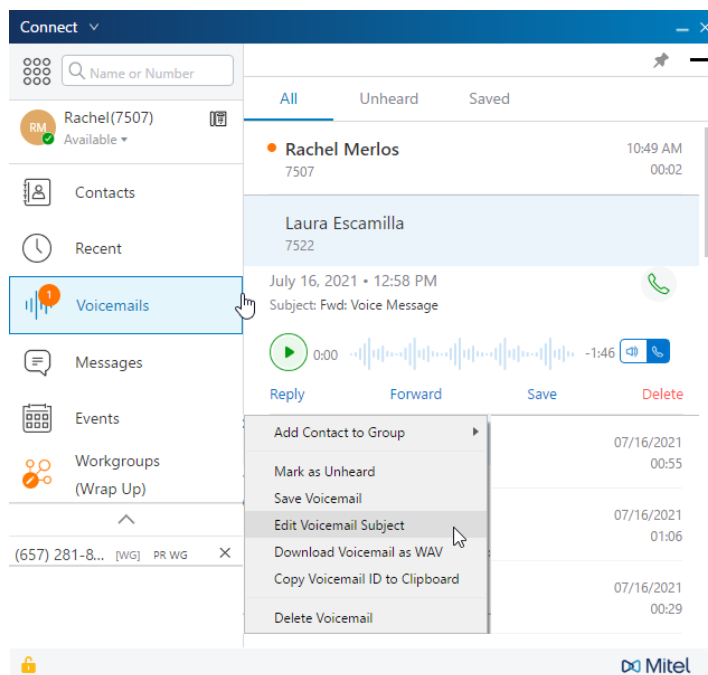 Connect
Name or Number
RM
Rachel(7507)
Available
Contacts
Recent
1
Voicemails
Messages
Events
Workgroups
(Wrap Up)
(657) 281-8... [WG] PR WG X
All Unheard Saved
Rachel Merlos 10:49 AM
7507 00:02
Laura Escamilla
7522
July 16, 2021 • 12:58 PM
Subject: Fwd: Voice Message
0:00 -1:46
Reply Forward Save Delete
Add Contact to Group
Mark as Unheard
Save Voicemail
Edit Voicemail Subject
Download Voicemail as WAV
Copy Voicemail ID to Clipboard
Delete Voicemail
07/16/2021
00:55
07/16/2021
01:06
07/16/2021
00:29
Mitel